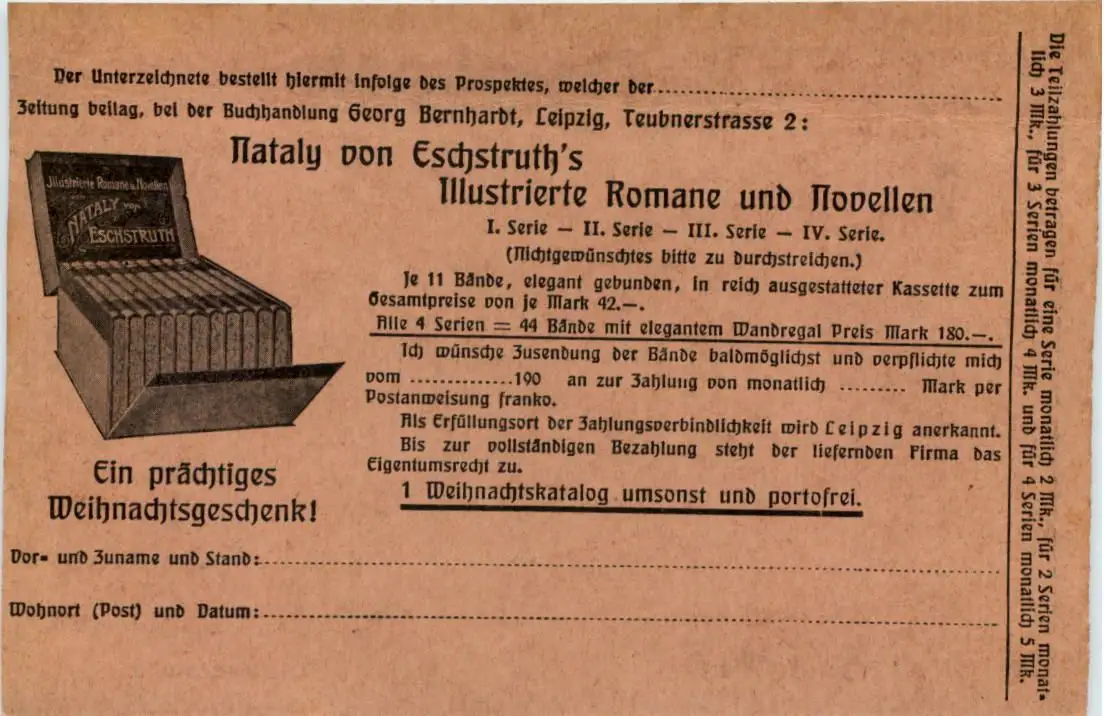 Der Unterzeichnete bestellt hiermit infolge des Prospektes, welcher der....................
Zeitung beilag, bei der Buchhandlung Georg Bernhardt, Leipzig, Teubnerstrasse 2:
Nataly von Eschstruth's
Illustrierte Romane und Novellen
I. Serie — II. Serie — III. Serie — IV. Serie.
(Nichtgewünschtes bitte zu durchstreichen.)
Je 11 Bände, elegant gebunden, in reich ausgestatteter Kassette zum
Gesamtpreise von je Mark 42.—.
Alle 4 Serien = 44 Bände mit elegantem Wandregal Preis Mark 180.—.
Ich wünsche Zusendung der Bände baldmöglichst und verpflichte mich
vom .............190 an zur Zahlung von monatlich ......... Mark per
Postanweisung franko.
Als Erfüllungsort der Zahlungsverbindlichkeit wird Leipzig anerkannt.
Bis zur vollständigen Bezahlung steht der liefernden Firma das
Eigentumsrecht zu.
1 Weihnachtskatalog umsonst und portofrei.
Illustrierte Romane u. Novellen
NATALY von
ESCHSTRUTH
Ein prächtiges
Weihnachtsgeschenk!
Vor- und Zuname und Stand:....................
Wohnort (Post) und Datum:....................
Die Teilzahlungen betragen für eine Serie monatlich 2 Mk., für 2 Serien monat-
lich 3 Mk., für 3 Serien monatlich 4 Mk. und für 4 Serien monatlich 5 Mk.